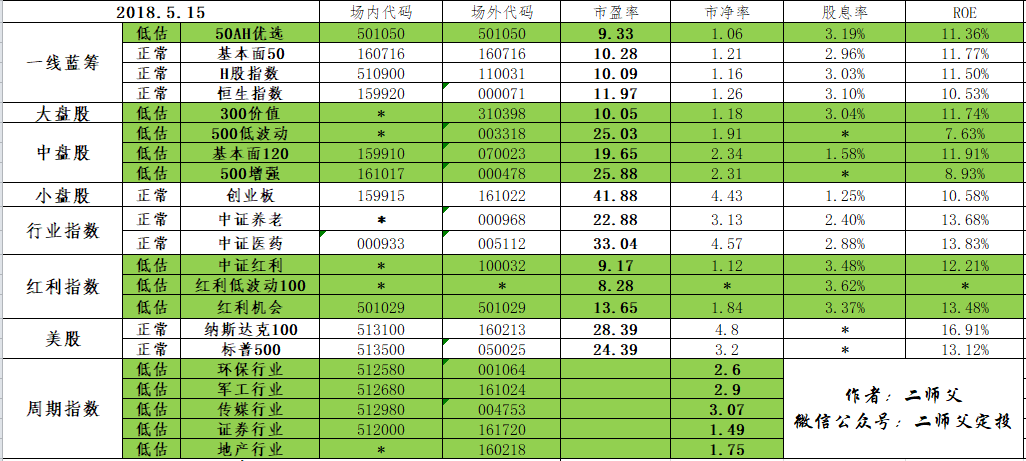 2018.5.15 场内代码 场外代码 市盈率 市净率 股息率 ROE
一线蓝筹
低估 50AH优选 501050 501050 9.33 1.06 3.19% 11.36%
正常 基本面50 160716 160716 10.28 1.21 2.96% 11.77%
正常 H股指数 510900 110031 10.09 1.16 3.03% 11.50%
正常 恒生指数 159920 000071 11.97 1.26 3.10% 10.53%
大盘股 低估 300价值 * 310398 10.05 1.18 3.04% 11.74%
中盘股
低估 500低波动 * 003318 25.03 1.91 * 7.63%
低估 基本面120 159910 070023 19.65 2.34 1.58% 11.91%
低估 500增强 161017 000478 25.88 2.31 * 8.93%
小盘股 正常 创业板 159915 161022 41.88 4.43 1.25% 10.58%
行业指数
正常 中证养老 * 000968 22.88 3.13 2.40% 13.68%
正常 中证医药 000933 005112 33.04 4.57 2.88% 13.83%
红利指数
低估 中证红利 * 100032 9.17 1.12 3.48% 12.21%
低估 红利低波动100 * * 8.28 * 3.62% *
低估 红利机会 501029 501029 13.65 1.84 3.37% 13.48%
美股
正常 纳斯达克100 513100 160213 28.39 4.8 * 16.91%
正常 标普500 513500 050025 24.39 3.2 * 13.12%
周期指数
低估 环保行业 512580 001064 2.6
低估 军工行业 512680 161024 2.9
低估 传媒行业 512980 004753 3.07
低估 证券行业 512000 161720 1.49
低估 地产行业 * 160218 1.75
作者：二师父
微信公众号：二师父定投